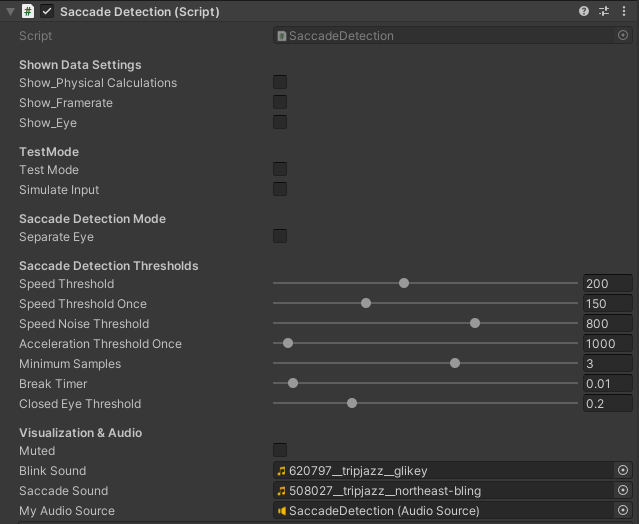 Saccade Detection (Script)
Script SaccadeDetection
Shown Data Settings
Show_Physical Calculations
Show_Framerate
Show_Eye
TestMode
Test Mode
Simulate Input
Saccade Detection Mode
Separate Eye
Saccade Detection Thresholds
Speed Threshold 200
Speed Threshold Once 150
Speed Noise Threshold 800
Acceleration Threshold Once 1000
Minimum Samples 3
Break Timer 0.01
Closed Eye Threshold 0.2
Visualization & Audio
Muted
Blink Sound 620797__tripjazz__glikey
Saccade Sound 508027__tripjazz__northeast-bling
My Audio Source SaccadeDetection (Audio Source)